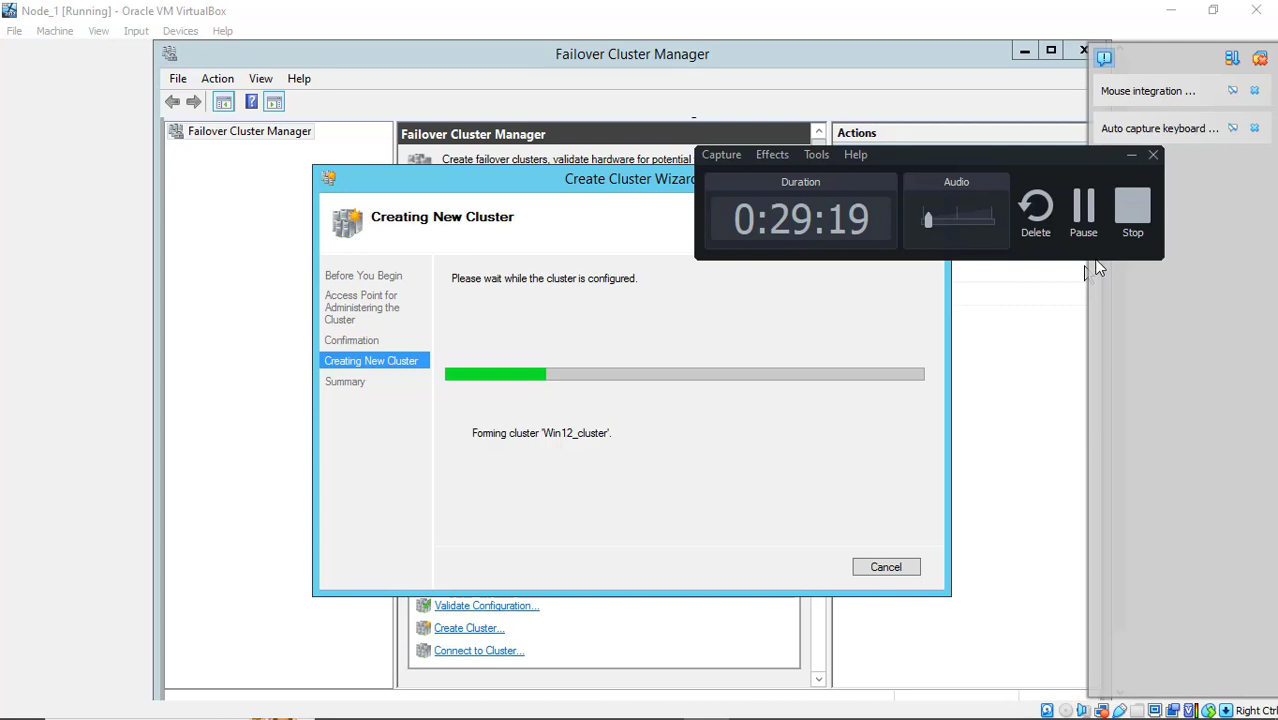 Node_1 [Running] - Oracle VM VirtualBox
File Machine View Input Devices Help
Failover Cluster Manager
File Action View Help
Failover Cluster Manager
Failover Cluster Manager
Create failover clusters, validate hardware for potential
Actions
Mouse integration ...
Auto capture keyboard ...
Capture Effects Tools Help
Duration
0:29:19
Audio
Delete
Pause
Stop
Create Cluster Wizard
Creating New Cluster
Before You Begin
Access Point for
Administering the
Cluster
Confirmation
Creating New Cluster
Summary
Please wait while the cluster is configured.
Forming cluster 'Win12_cluster'.
Cancel
Validate Configuration...
Create Cluster...
Connect to Cluster...
Right Ctrl